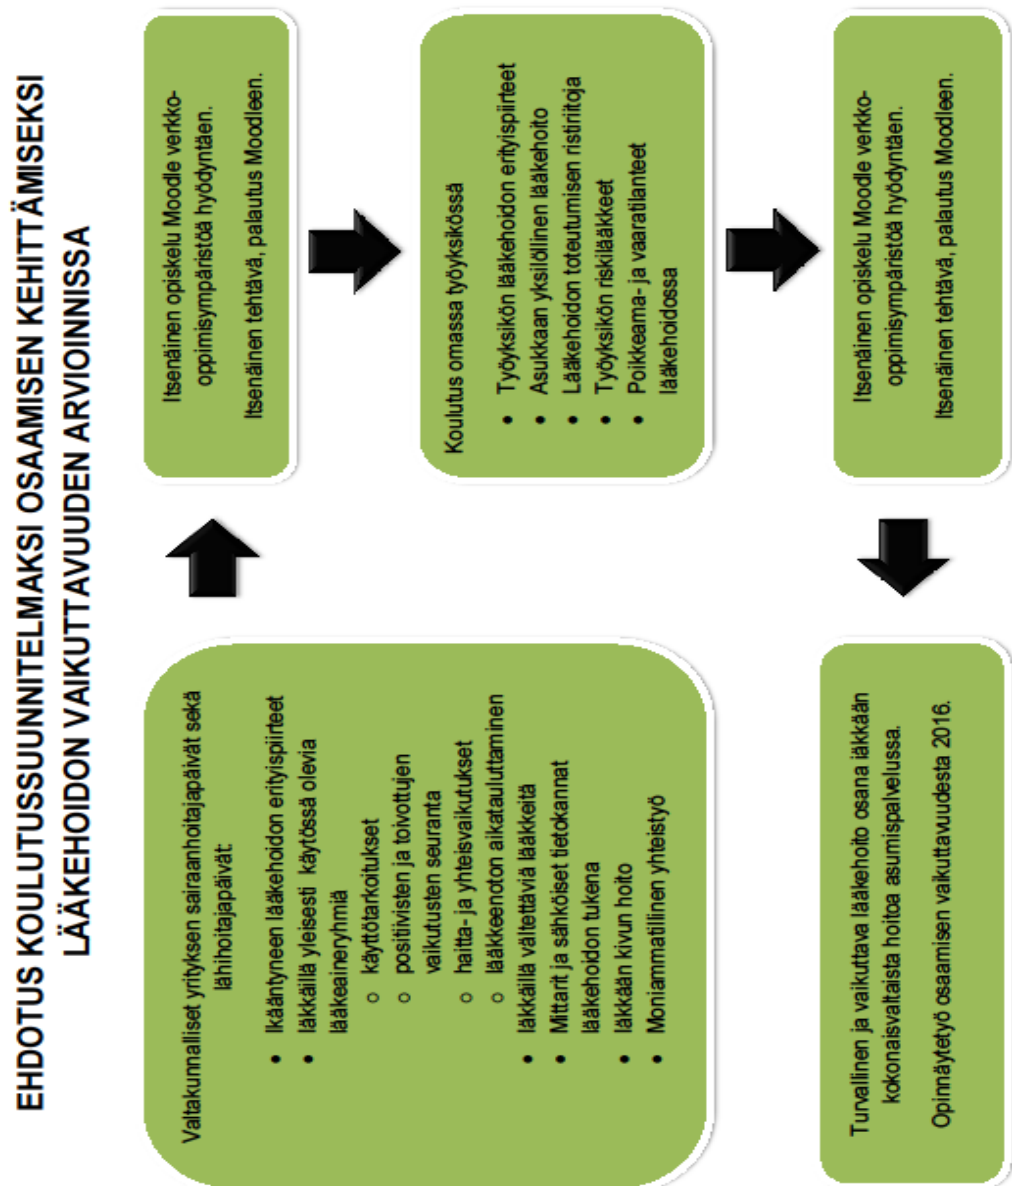 EHDOTUS KOULUTUSSUUNNITELMAKSI OSAAMISEN KEHITTÄMISEKSI
LÄÄKEHOIDON VAIKUTTAVUUDEN ARVIOINNISSA
Valtakunnalliset yrityksen sairaanhoitajapäivät sekä
lähihoitajapäivät:
• Ikääntyneen lääkehoidon erityispiirteet
• Iäkkäillä yleisesti käytössä olevia
lääkeaineryhmiä
○ käyttötarkoitukset
○ positiivisten ja toivottujen
vaikutusten seuranta
○ haitta- ja yhteisvaikutukset
○ lääkkeenoton aikatauluttaminen
• Iäkkäillä vältettäviä lääkkeitä
• Mittarit ja sähköiset tietokannat
lääkehoidon tukena
• Iäkkään kivun hoito
• Moniammatillinen yhteistyö
Itsenäinen opiskelu Moodle verkko-
oppimisympäristöä hyödyntäen.
Itsenäinen tehtävä, palautus Moodleen.
Koulutus omassa työyksikössä
• Työyksikön lääkehoidon erityispiirteet
• Asukkaan yksilöllinen lääkehoito
• Lääkehoidon toteutumisen ristiriitoja
• Työyksikön riskilääkkeet
• Poikkeama- ja vaaratilanteet
lääkehoidossa
Itsenäinen opiskelu Moodle verkko-
oppimisympäristöä hyödyntäen.
Itsenäinen tehtävä, palautus Moodleen.
Turvallinen ja vaikuttava lääkehoito osana iäkkään
kokonaisvaltaista hoitoa asumispalvelussa.
Opinnäytetyö osaamisen vaikuttavuudesta 2016.